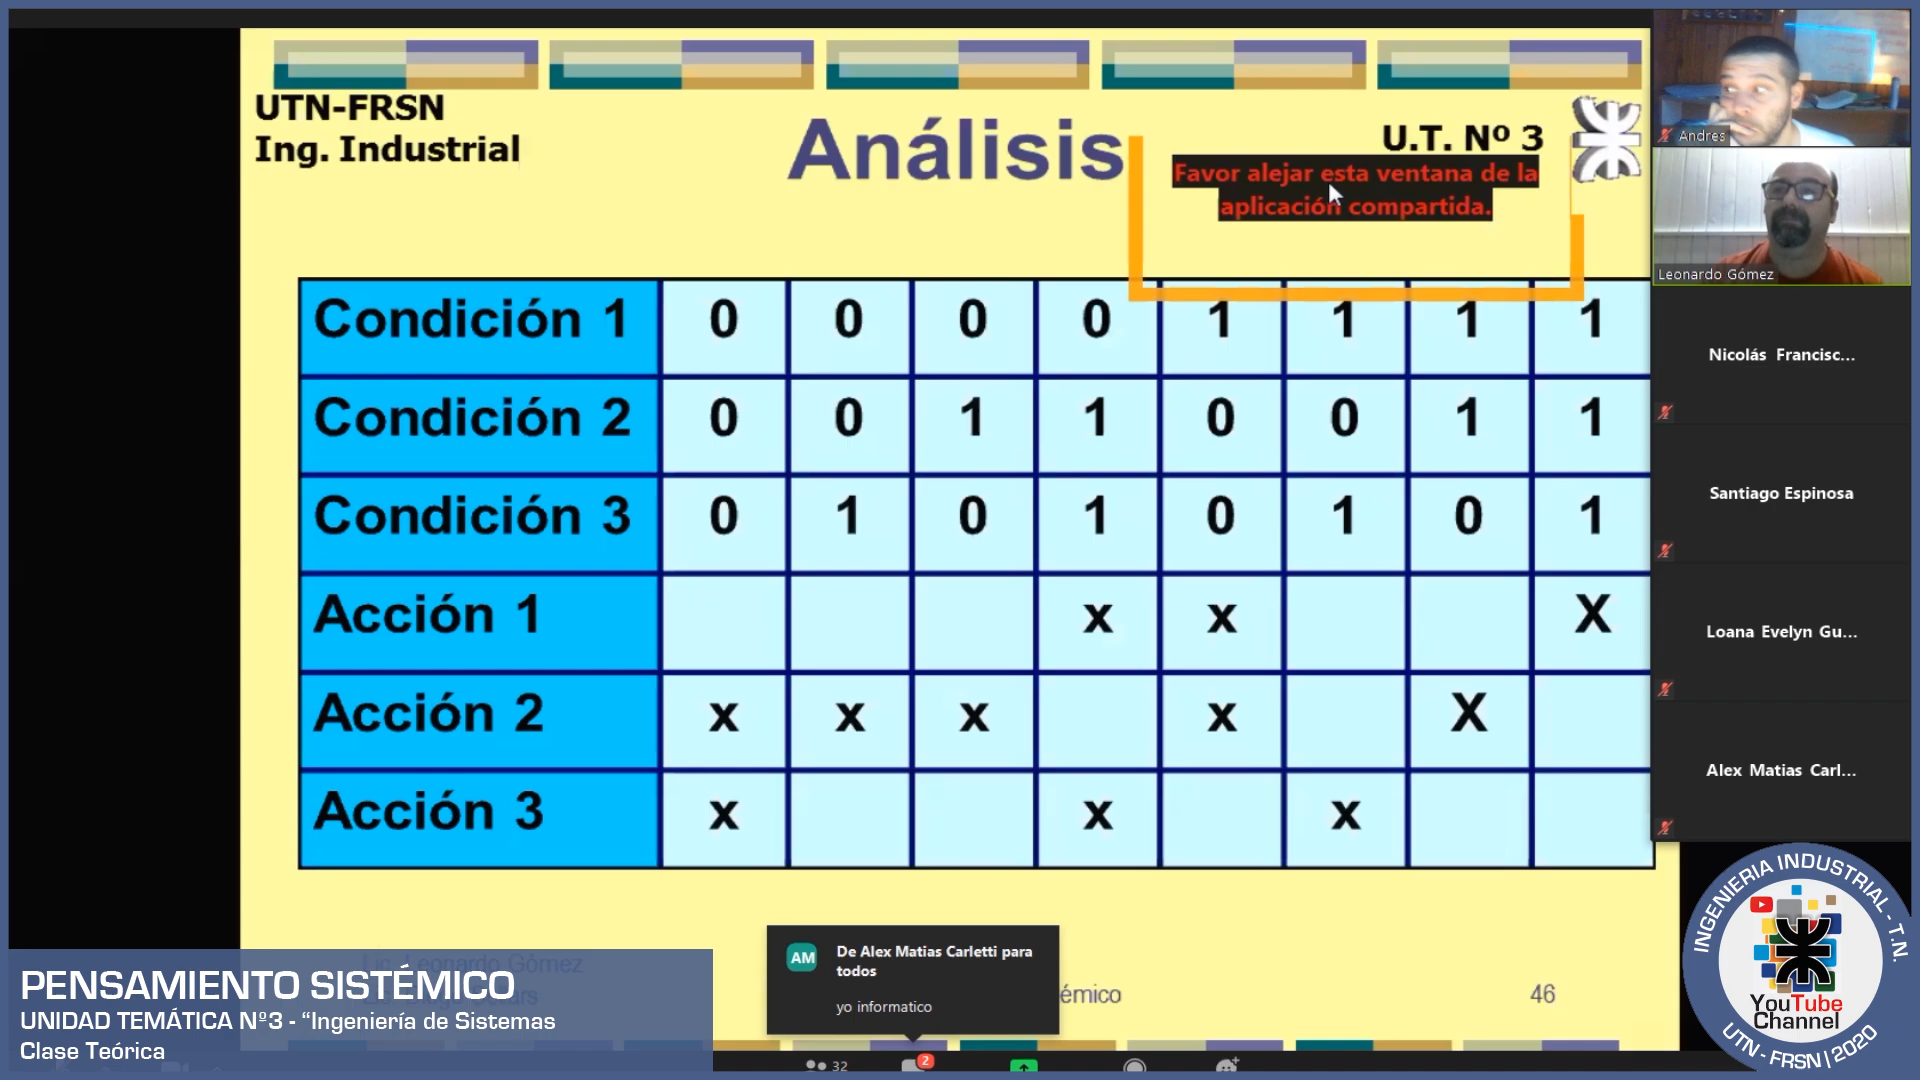 UTN-FRSN
Ing. Industrial
Análisis
U.T. Nº 3
Favor alejar esta ventana de la
aplicación compartida.
Condición 1 0 0 0 0 1 1 1 1
Condición 2 0 0 1 1 0 0 1 1
Condición 3 0 1 0 1 0 1 0 1
Acción 1 x x X
Acción 2 x x x x X
Acción 3 x x x
Andres
Leonardo Gómez
Nicolás Francisc...
Santiago Espinosa
Loana Evelyn Gu...
Alex Matias Carl...
Leonardo Gómez
émico
46
AM
De Alex Matias Carletti para
todos
yo informatico
32
2
PENSAMIENTO SISTÉMICO
UNIDAD TEMÁTICA Nº3 - “Ingeniería de Sistemas
Clase Teórica
INGENIERIA INDUSTRIAL - T.N.
YouTube
Channel
UTN - FRSN | 2020